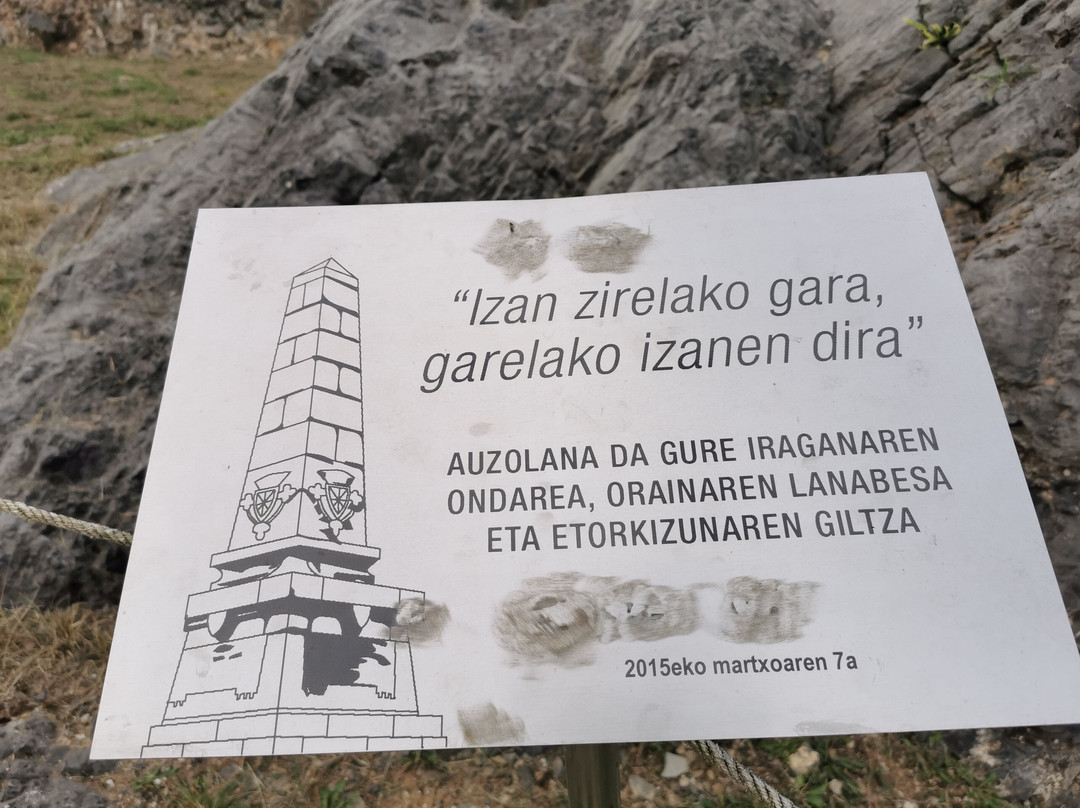 “Izan zirelako gara,
garelako izanen dira”
AUZOLANA DA GURE IRAGANAREN
ONDAREA, ORAINAREN LANABESA
ETA ETORKIZUNAREN GILTZA
2015eko martxoaren 7a